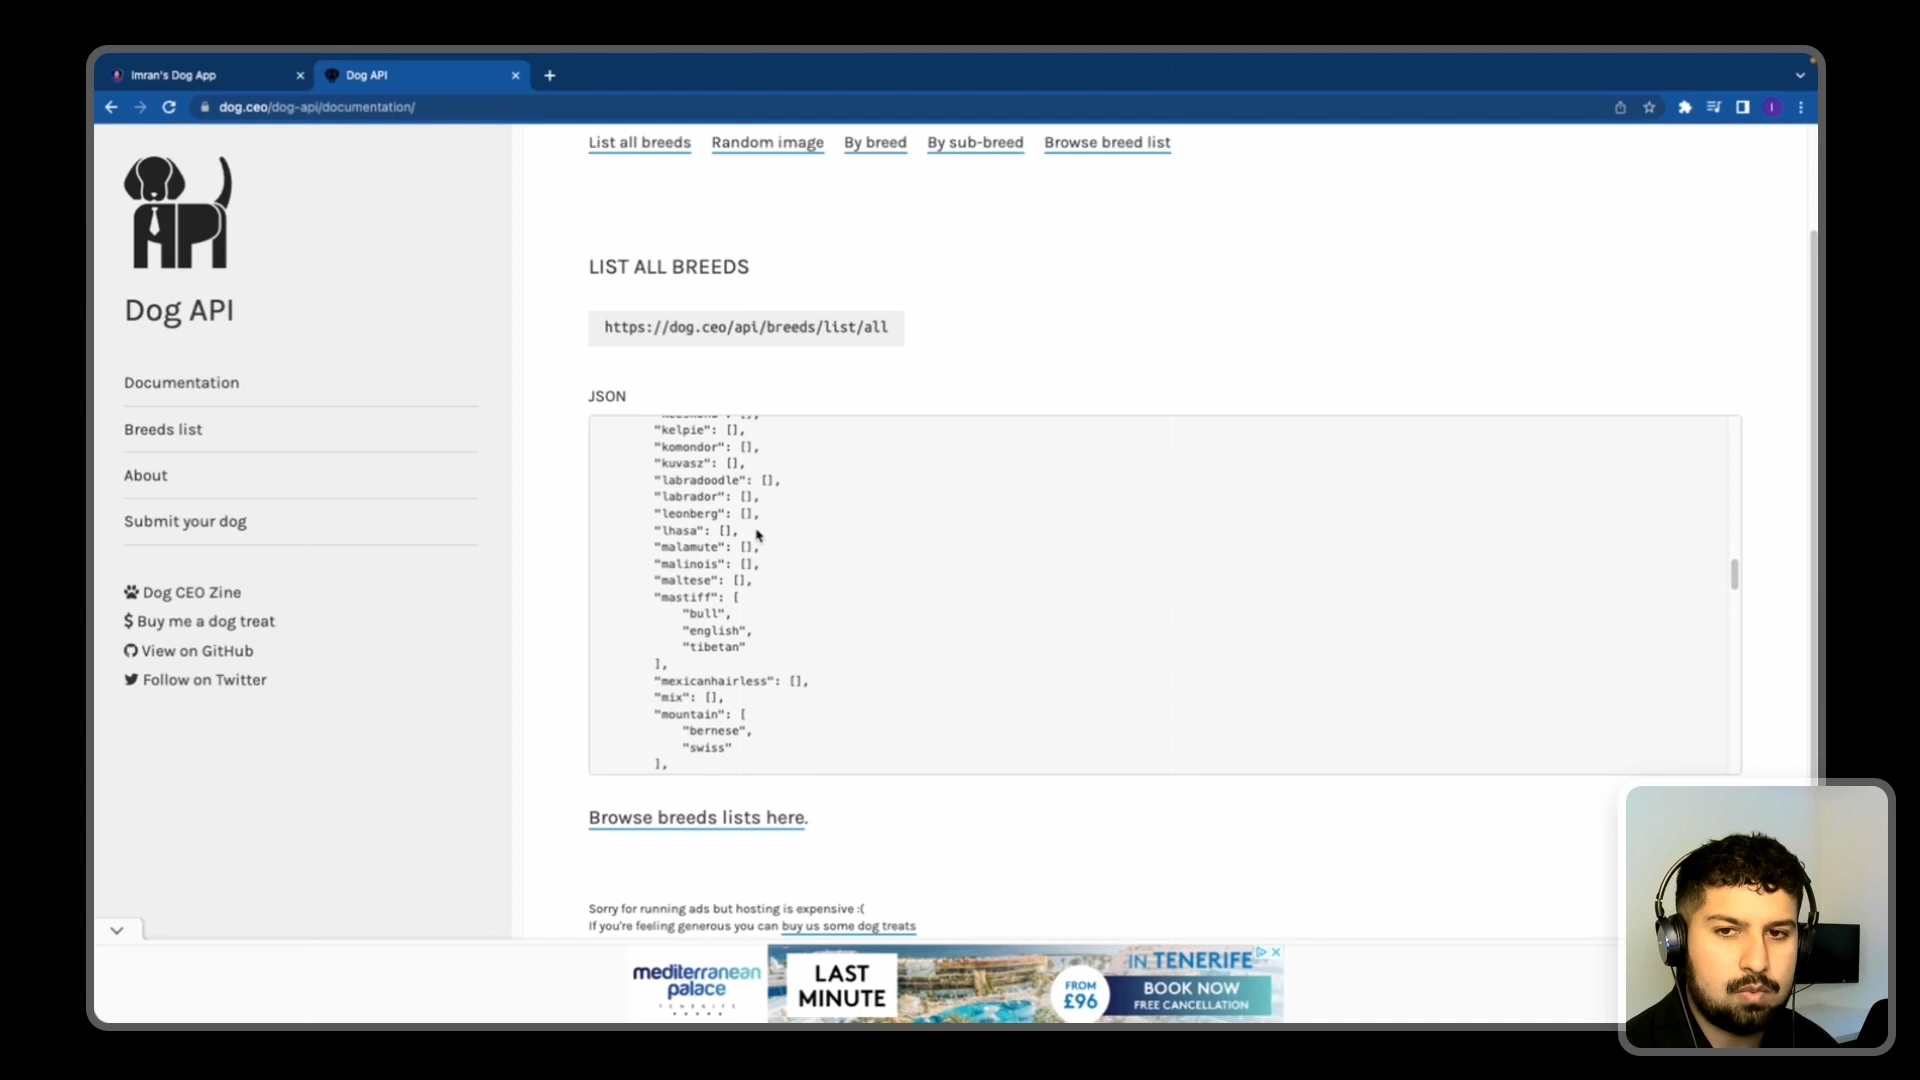 Imran's Dog App
Dog API
dog.ceo/dog-api/documentation/
I
API
Dog API
Documentation
Breeds list
About
Submit your dog
Dog CEO Zine
Buy me a dog treat
View on GitHub
Follow on Twitter
List all breeds Random image By breed By sub-breed Browse breed list
LIST ALL BREEDS
https://dog.ceo/api/breeds/list/all
JSON
"kelpie": [],
"komondor": [],
"kuvasz": [],
"labradoodle": [],
"labrador": [],
"leonberg": [],
"lhasa": [],
"malamute": [],
"malinois": [],
"maltese": [],
"mastiff": [
"bull",
"english",
"tibetan"
],
"mexicanhairless": [],
"mix": [],
"mountain": [
"bernese",
"swiss"
],
Browse breeds lists here.
Sorry for running ads but hosting is expensive :(
If you're feeling generous you can buy us some dog treats
mediterranean
palace
TENERIFE
LAST
MINUTE
FROM
£96
IN TENERIFE
BOOK NOW
FREE CANCELLATION